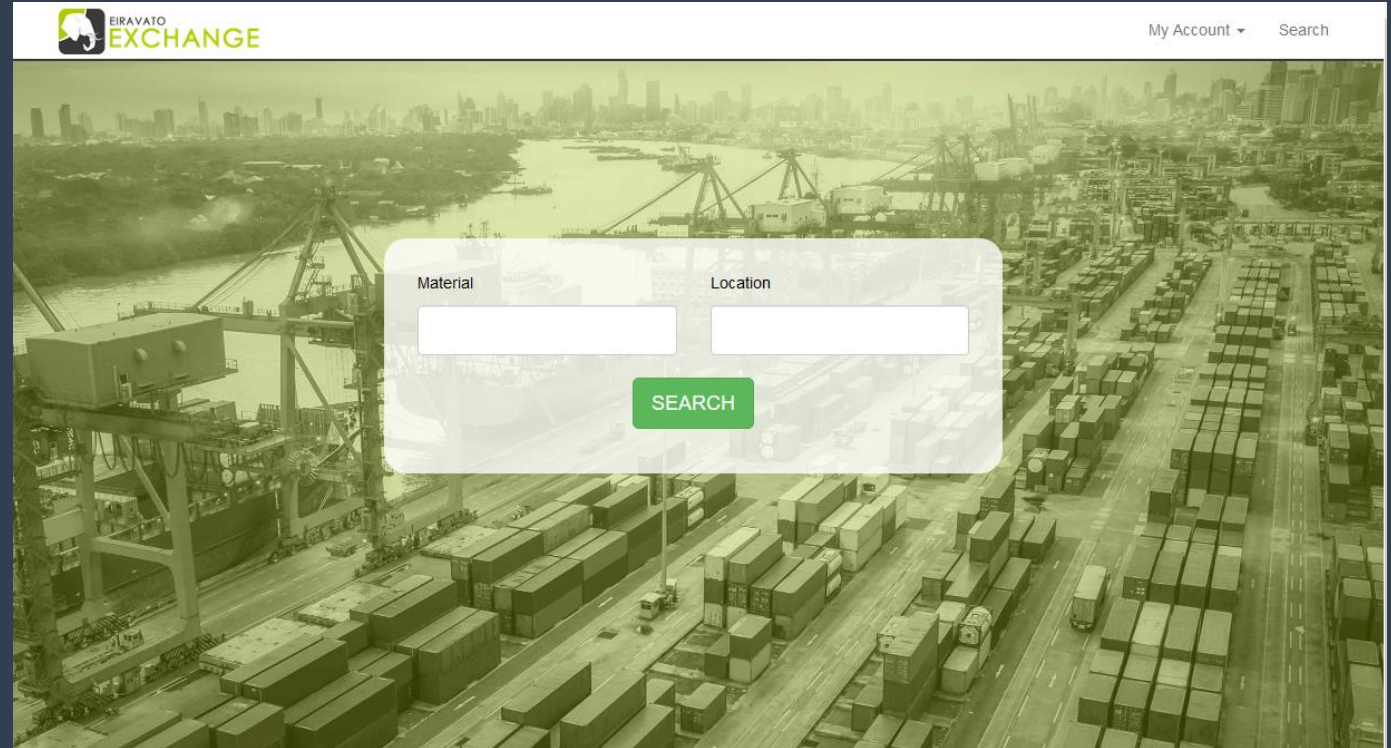 EIRAVATO
EXCHANGE
My Account
Search
Material
Location
SEARCH